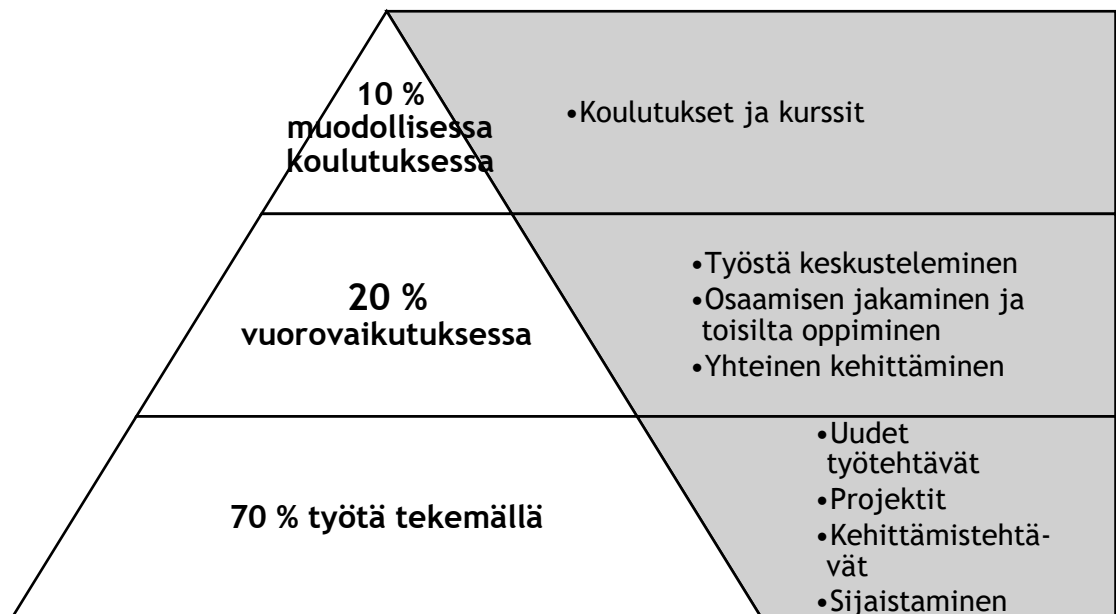 10 %
muodollisessa
koulutuksessa
•Koulutukset ja kurssit
20 %
vuorovaikutuksessa
•Työstä keskusteleminen
•Osaamisen jakaminen ja
toisilta oppiminen
•Yhteinen kehittäminen
70 % työtä tekemällä
•Uudet
työtehtävät
•Projektit
•Kehittämistehtä-
vät
•Sijaistaminen